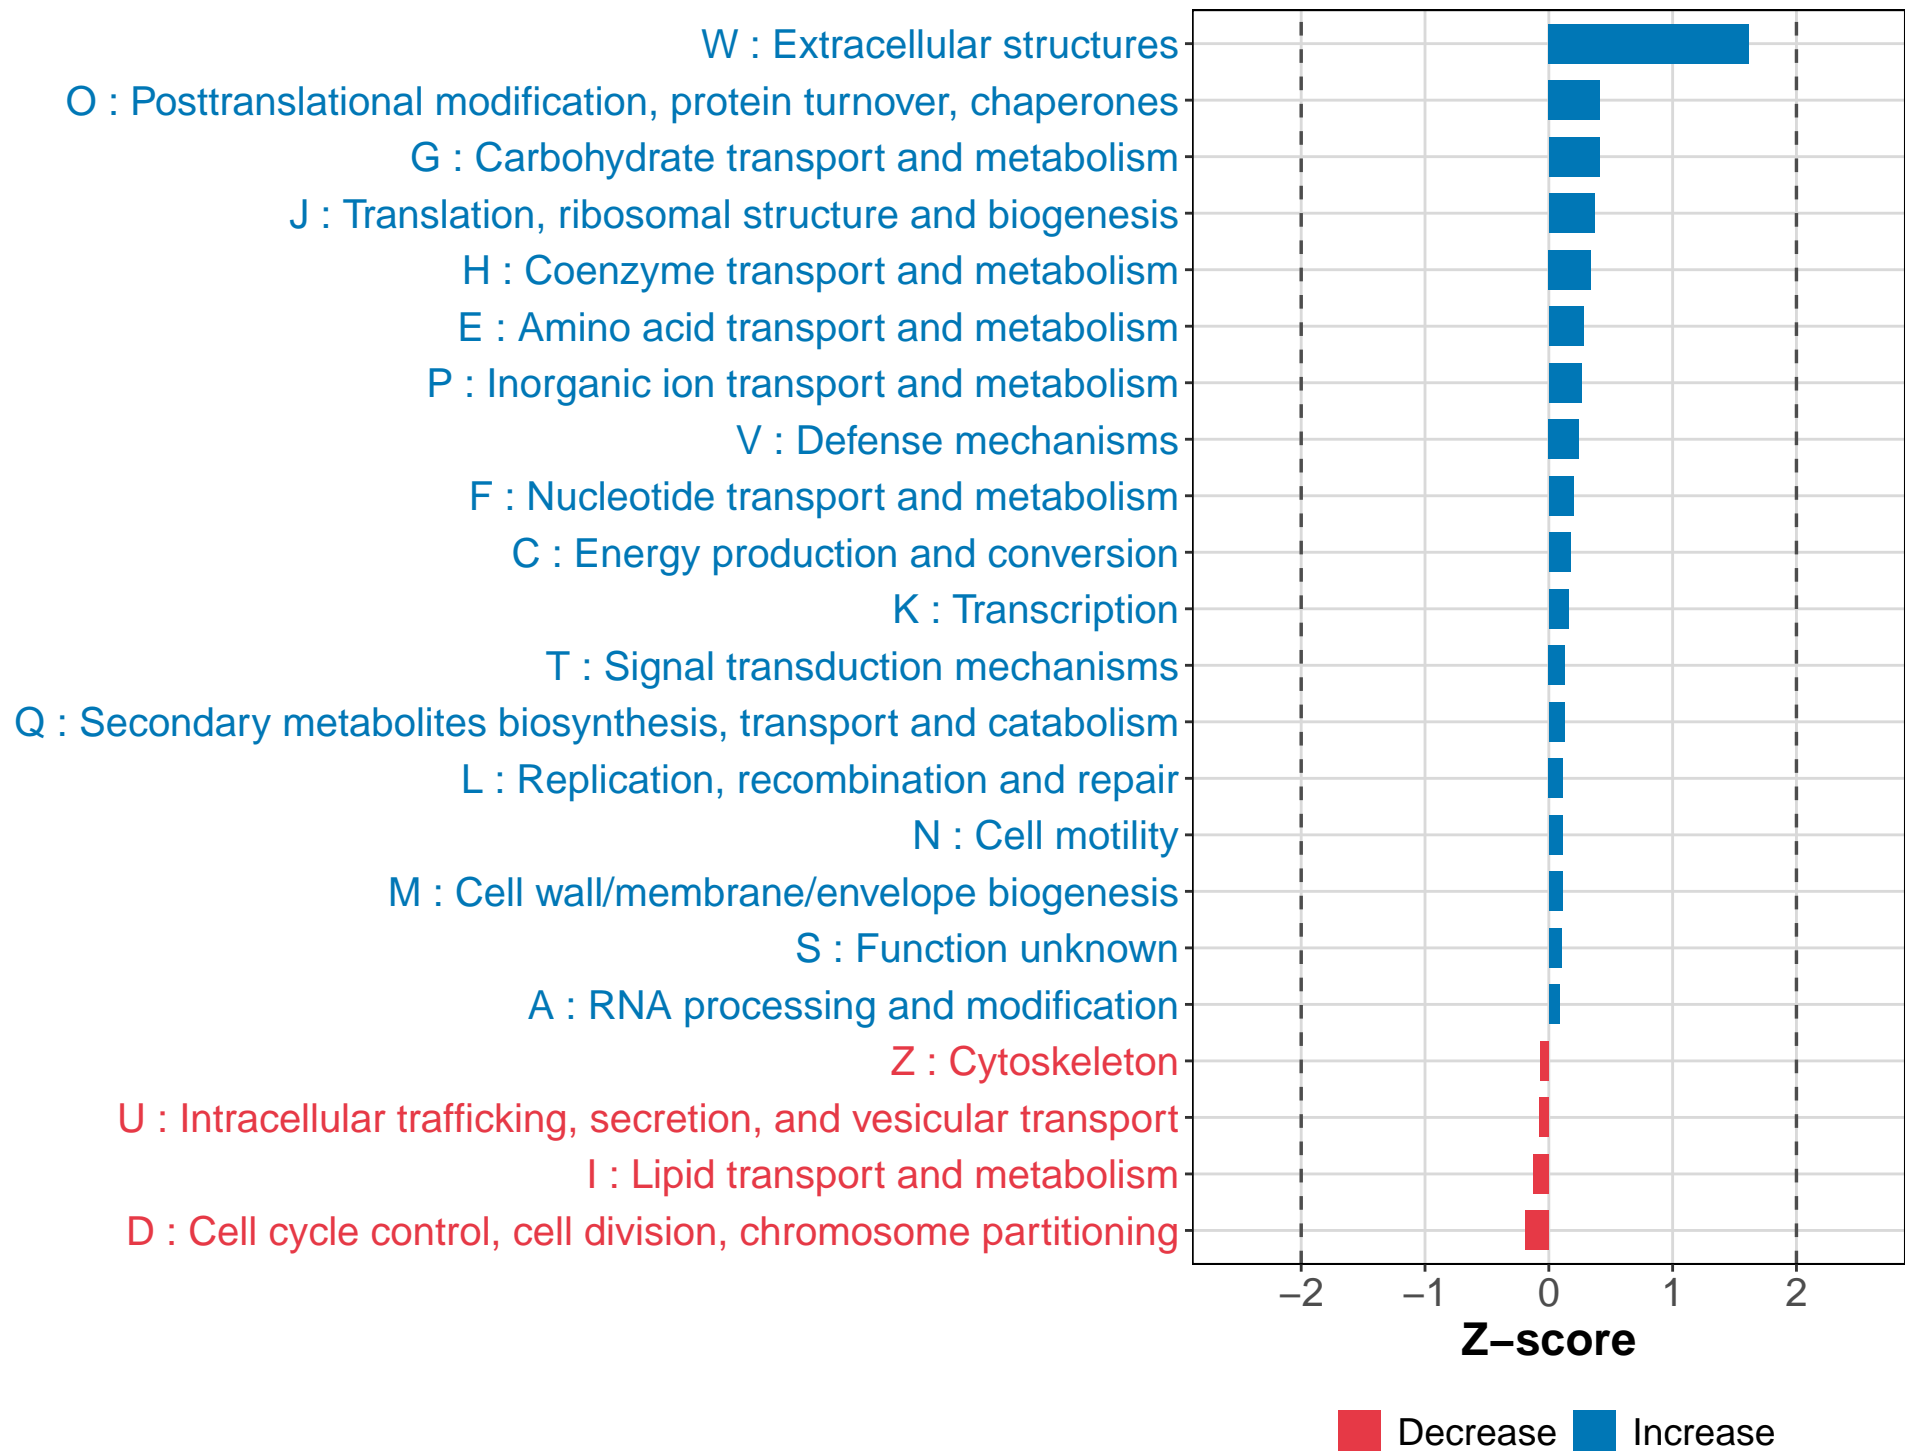 W : Extracellular structures
O : Posttranslational modification, protein turnover, chaperones
G : Carbohydrate transport and metabolism
J : Translation, ribosomal structure and biogenesis
H : Coenzyme transport and metabolism
E : Amino acid transport and metabolism
P : Inorganic ion transport and metabolism
V : Defense mechanisms
F : Nucleotide transport and metabolism
C : Energy production and conversion
K : Transcription
T : Signal transduction mechanisms
Q : Secondary metabolites biosynthesis, transport and catabolism
L : Replication, recombination and repair
N : Cell motility
M : Cell wall/membrane/envelope biogenesis
S : Function unknown
A : RNA processing and modification
Z : Cytoskeleton
U : Intracellular trafficking, secretion, and vesicular transport
I : Lipid transport and metabolism
D : Cell cycle control, cell division, chromosome partitioning
−2 −1 0 1 2
Z−score
Decrease Increase